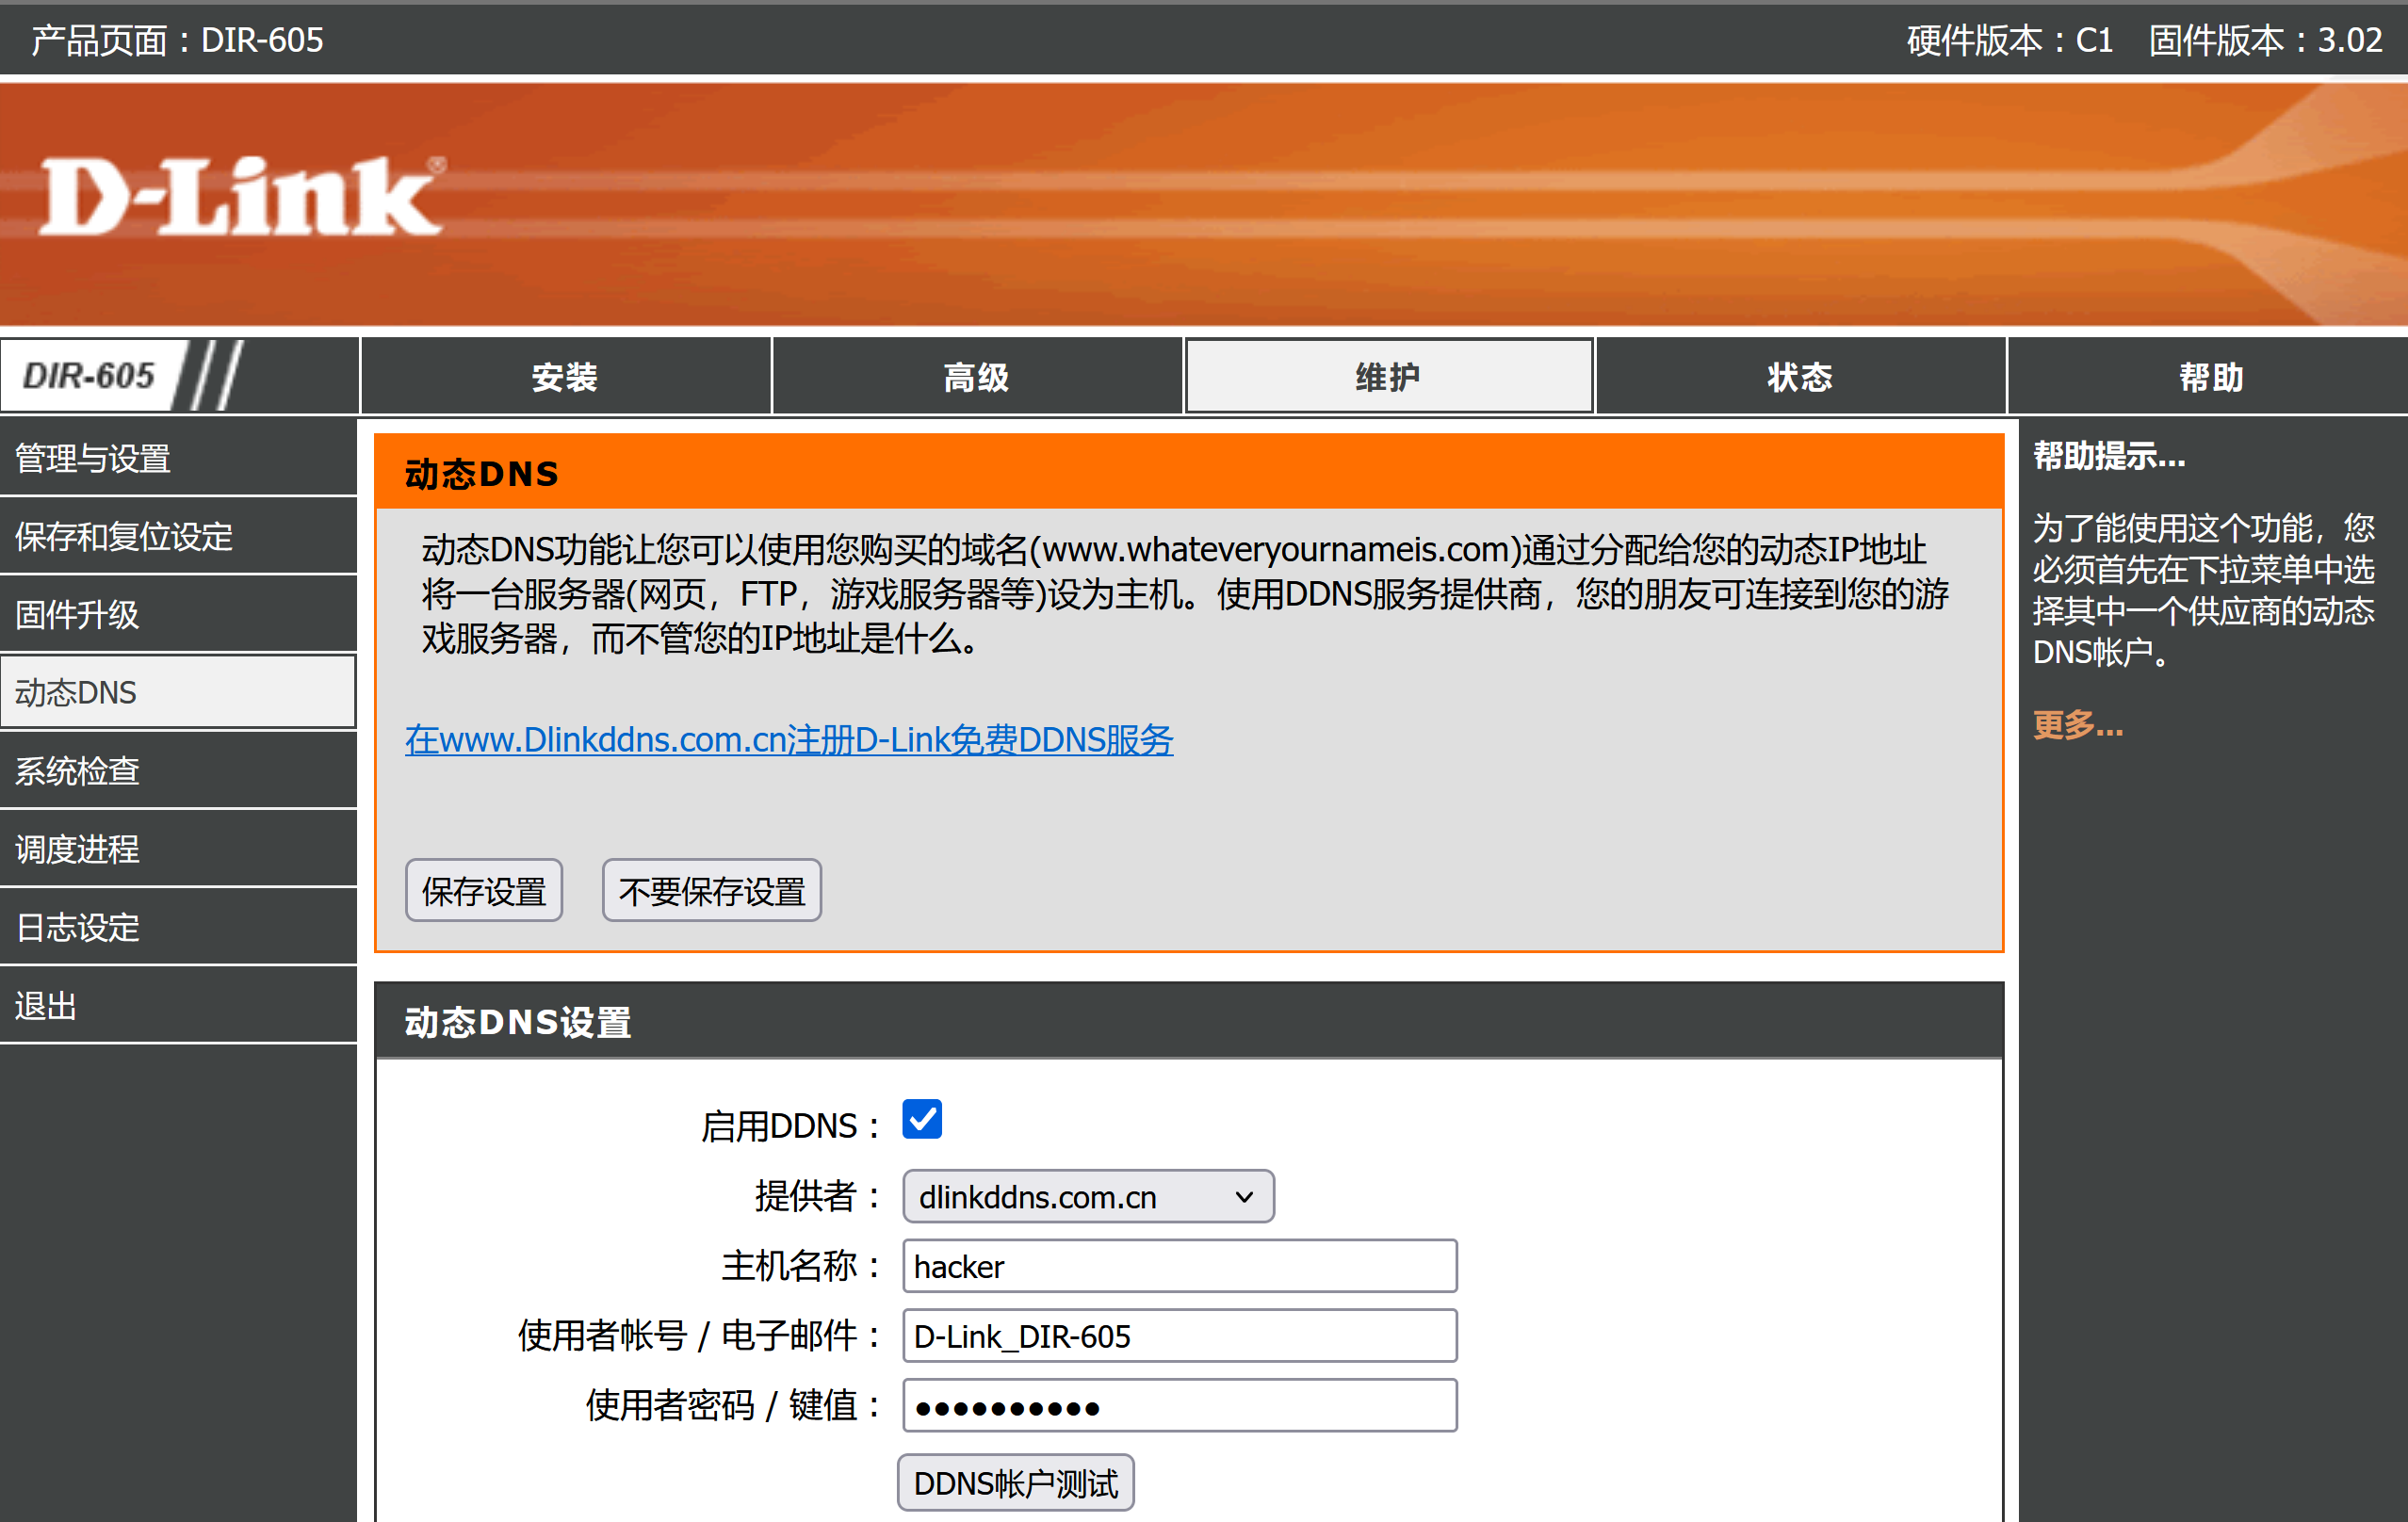 产品页面：DIR-605
硬件版本：C1 固件版本：3.02
D-Link®
DIR-605
安装
高级
维护
状态
帮助
管理与设置
保存和复位设定
固件升级
动态DNS
系统检查
调度进程
日志设定
退出
动态DNS
动态DNS功能让您可以使用您购买的域名(www.whateveryournameis.com)通过分配给您的动态IP地址
将一台服务器(网页，FTP，游戏服务器等)设为主机。使用DDNS服务提供商，您的朋友可连接到您的游
戏服务器，而不管您的IP地址是什么。
在www.Dlinkddns.com.cn注册D-Link免费DDNS服务
保存设置 不要保存设置
动态DNS设置
启用DDNS：
提供者： dlinkddns.com.cn
主机名称： hacker
使用者帐号 / 电子邮件： D-Link_DIR-605
使用者密码 / 键值： ●●●●●●●●●●
DDNS帐户测试
帮助提示...
为了能使用这个功能，您
必须首先在下拉菜单中选
择其中一个供应商的动态
DNS帐户。
更多...